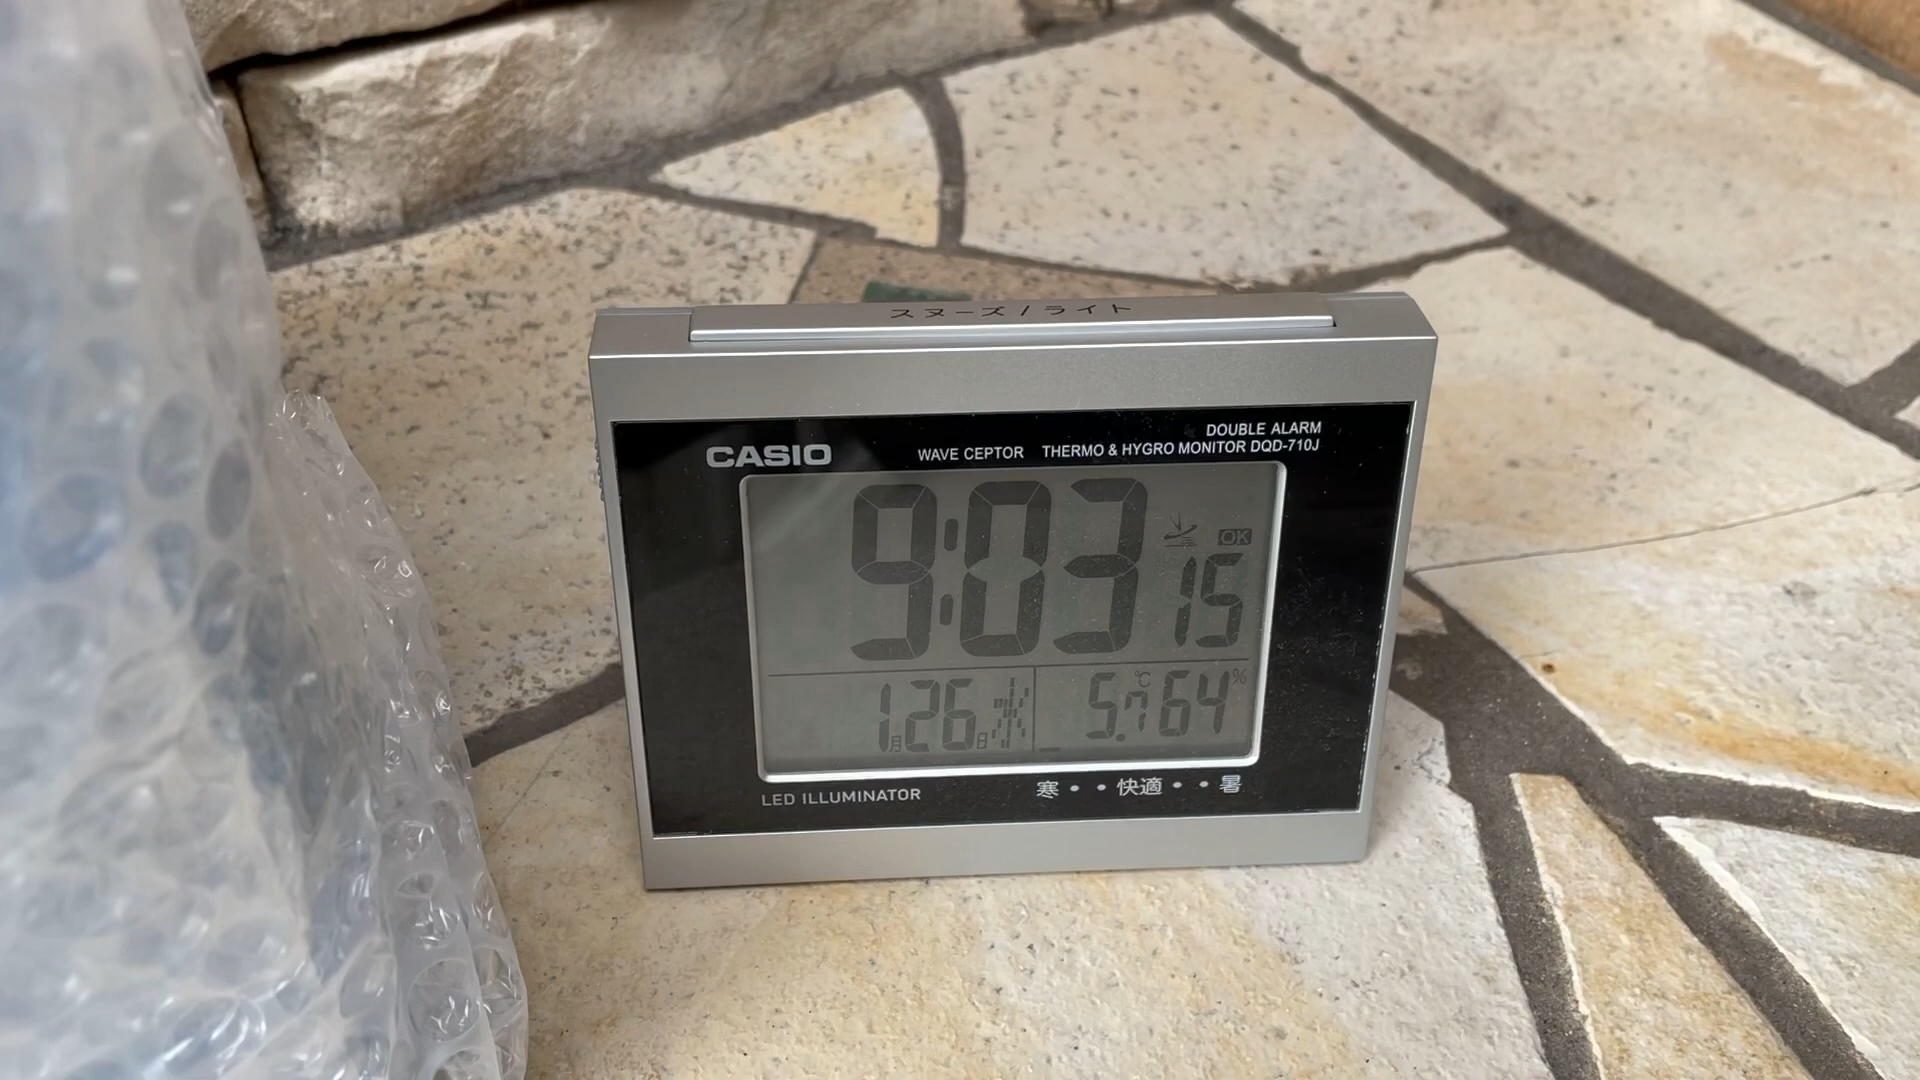 スヌーズ/ライト
DOUBLE ALARM
CASIO WAVE CEPTOR THERMO & HYGRO MONITOR DQD-710J
OK
9:03 15
1月26日 水 5.7℃ 64%
LED ILLUMINATOR 寒・・快適・・暑